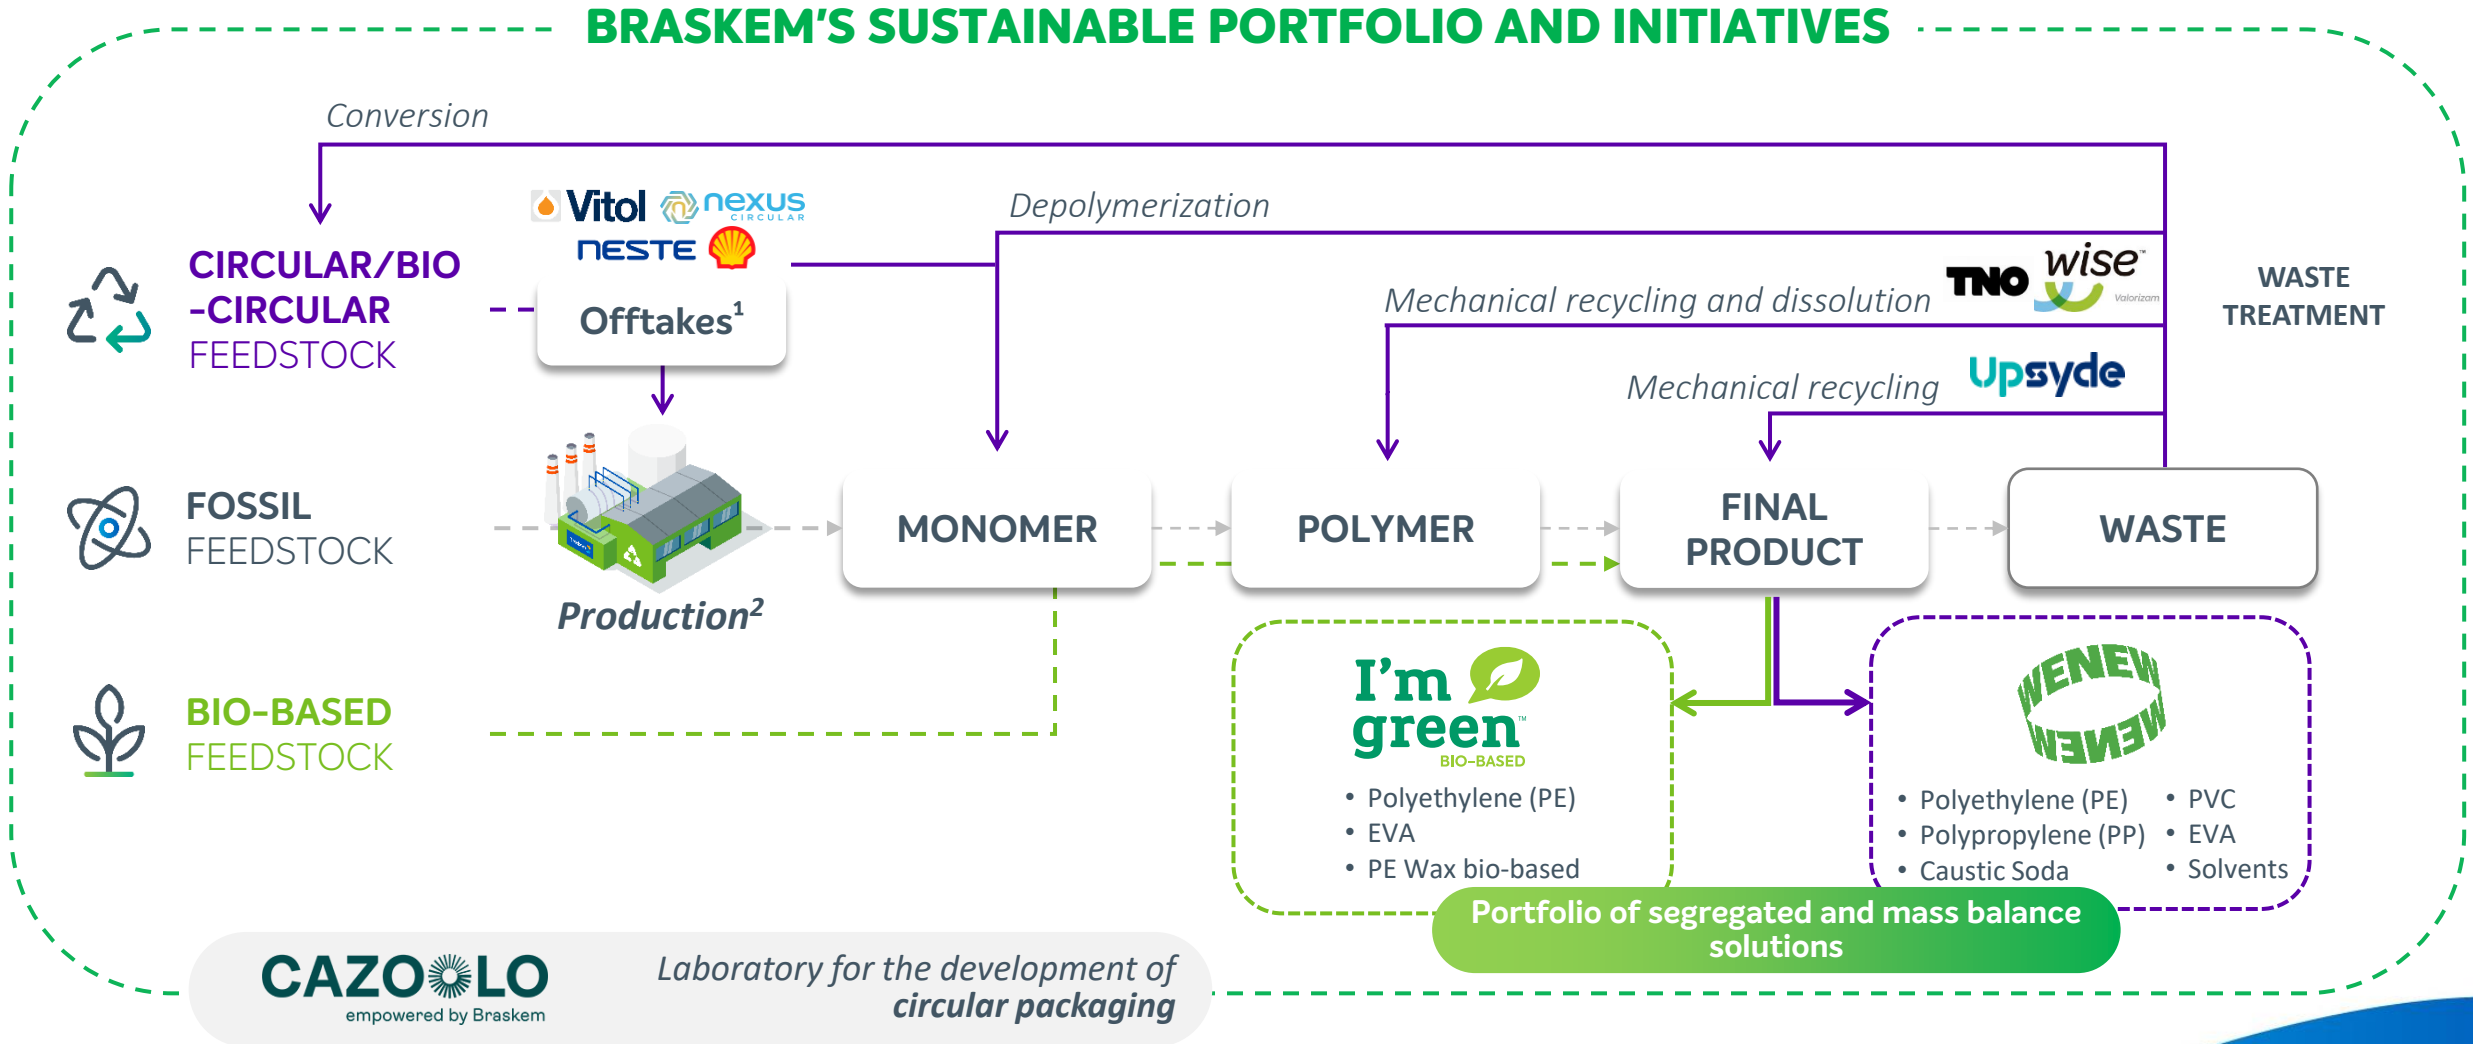 BRASKEM'S SUSTAINABLE PORTFOLIO AND INITIATIVES
Conversion
Vitol
nexus
CIRCULAR
NESTE
Depolymerization
CIRCULAR/BIO
-CIRCULAR
FEEDSTOCK
Offtakes¹
Mechanical recycling and dissolution
TNO
wise™
Valorizam
WASTE
TREATMENT
Mechanical recycling
Upsyde
FOSSIL
FEEDSTOCK
Production²
MONOMER
POLYMER
FINAL
PRODUCT
WASTE
BIO-BASED
FEEDSTOCK
I'm
green™
BIO-BASED
• Polyethylene (PE)
• EVA
• PE Wax bio-based
WENEW
WENEW
• Polyethylene (PE)
• Polypropylene (PP)
• Caustic Soda
• PVC
• EVA
• Solvents
Portfolio of segregated and mass balance
solutions
CAZOOLO
empowered by Braskem
Laboratory for the development of
circular packaging